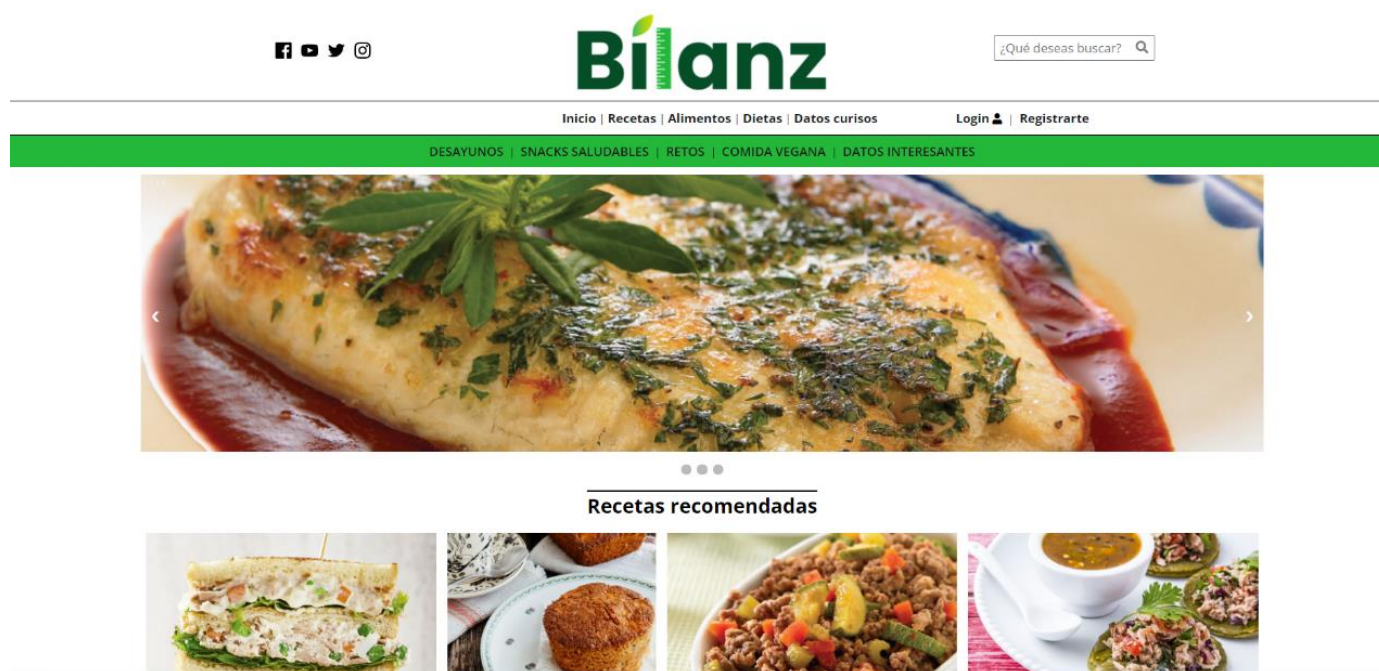 Bílanz
¿Qué deseas buscar?
Inicio | Recetas | Alimentos | Dietas | Datos curisos
Login | Registrarte
DESAYUNOS | SNACKS SALUDABLES | RETOS | COMIDA VEGANA | DATOS INTERESANTES
Recetas recomendadas